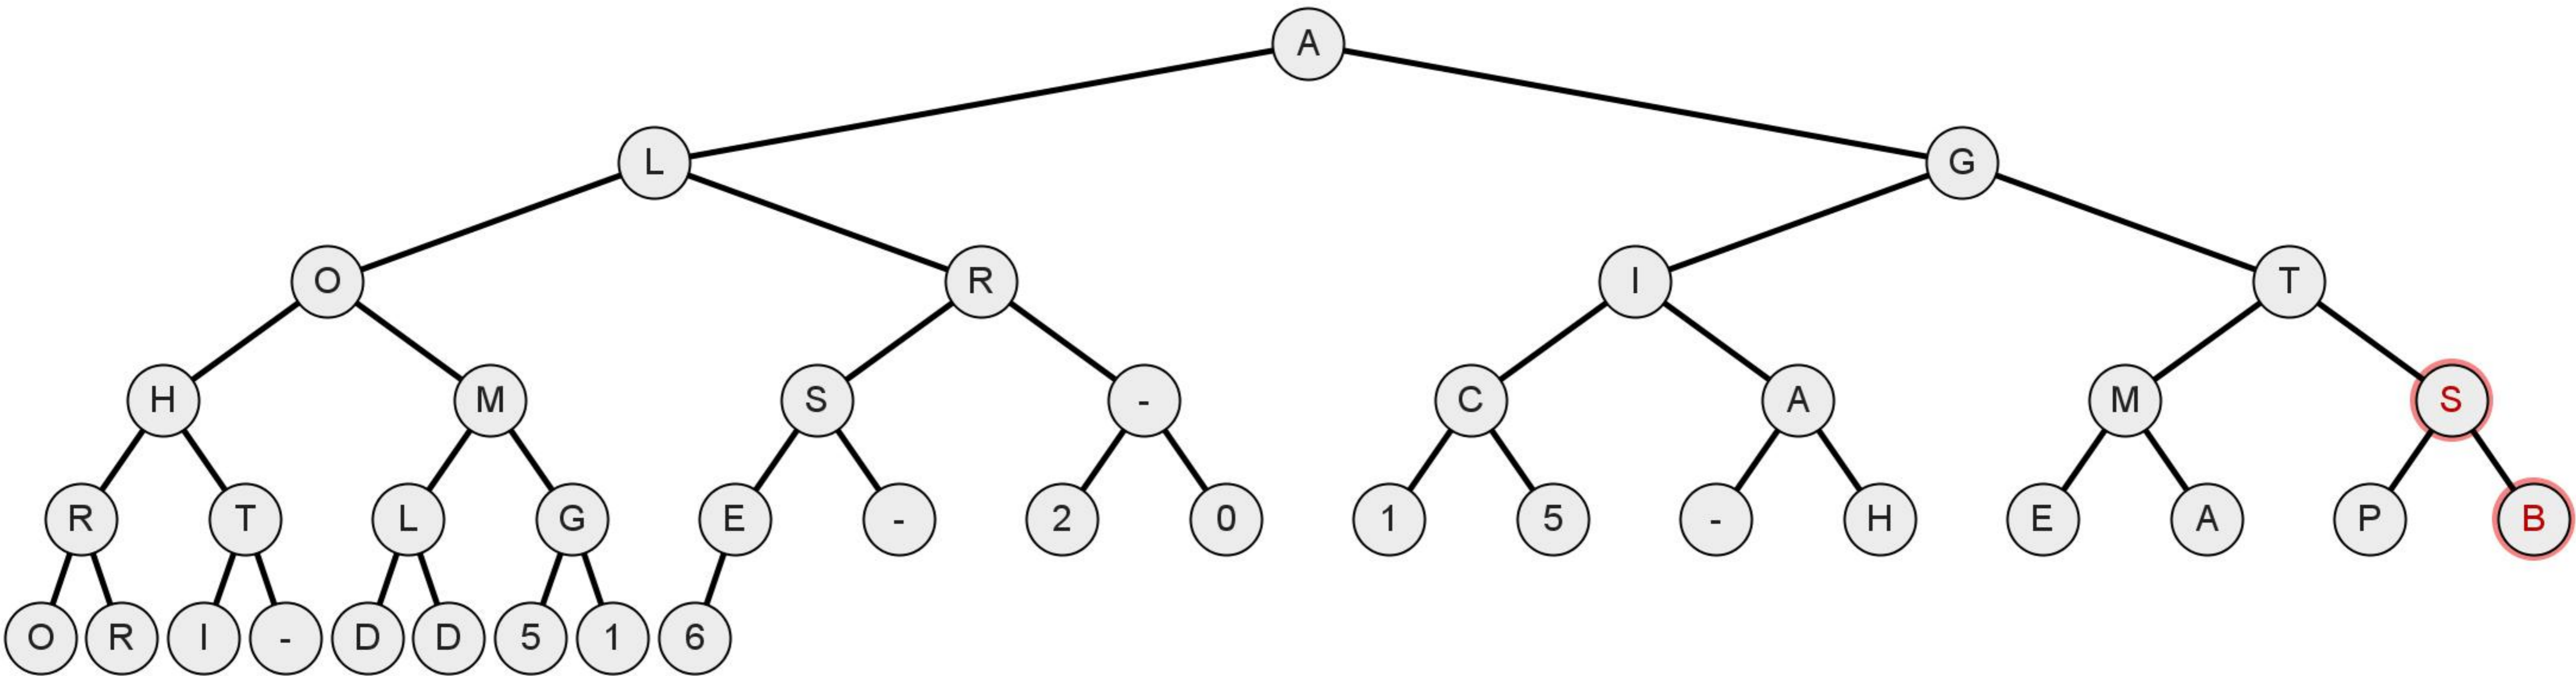 A
L G
O R I T
H M S - C A M S
R T L G E - 2 0 1 5 - H E A P B
O R I - D D 5 1 6